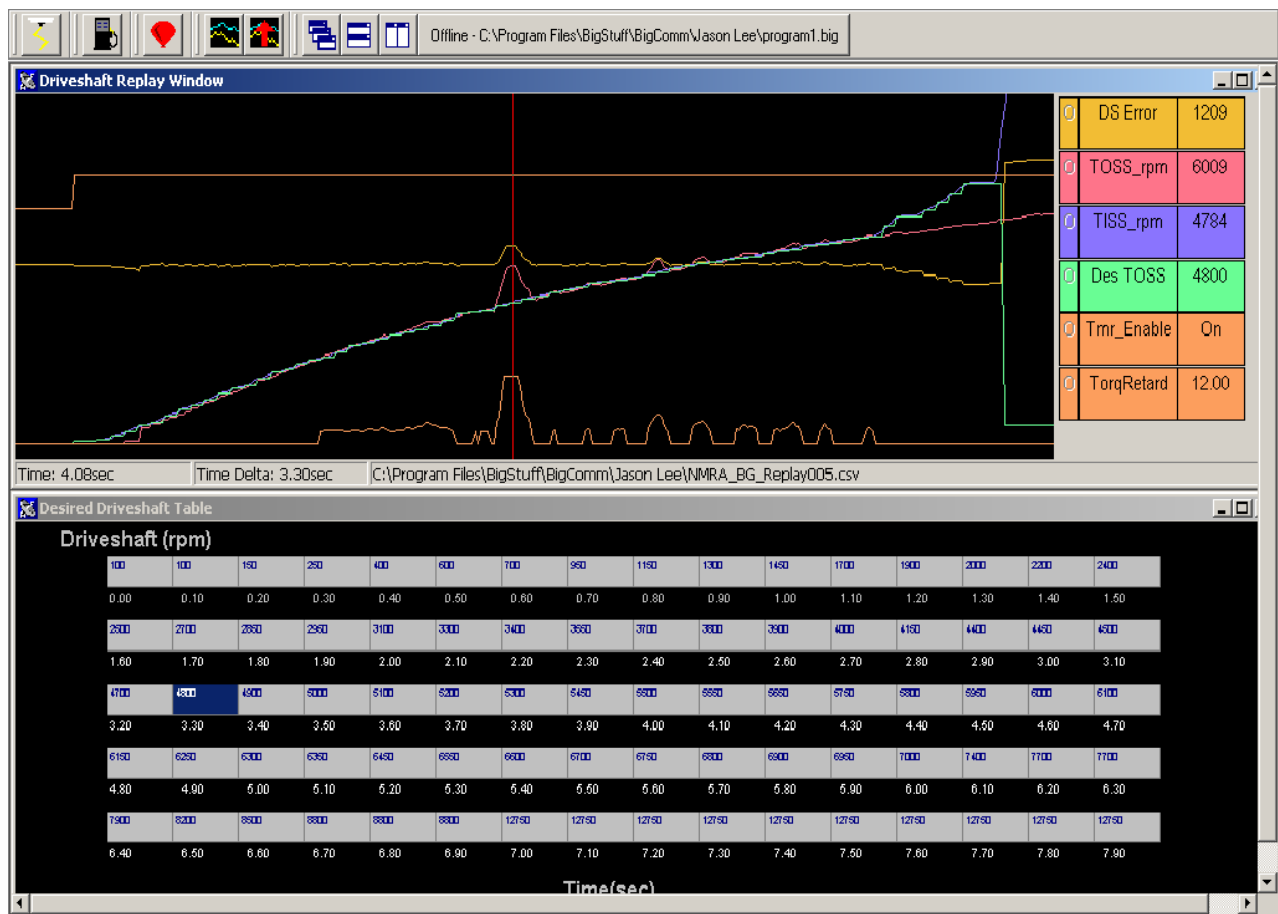 Offline - C:\Program Files\BigStuff\BigComm\Jason Lee\program1.big
Driveshaft Replay Window
0 DS Error 1209
0 TOSS_rpm 6009
0 TISS_rpm 4784
0 Des TOSS 4800
0 Tmr_Enable On
0 TorqRetard 12.00
Time: 4.08sec Time Delta: 3.30sec C:\Program Files\BigStuff\BigComm\Jason Lee\NMRA_BG_Replay005.csv
Desired Driveshaft Table
Driveshaft (rpm)
100 100 150 250 400 600 700 950 1150 1300 1450 1700 1900 2000 2200 2400
0.00 0.10 0.20 0.30 0.40 0.50 0.60 0.70 0.80 0.90 1.00 1.10 1.20 1.30 1.40 1.50
2500 2700 2850 2950 3100 3300 3400 3550 3700 3800 3900 4000 4150 4400 4450 4500
1.60 1.70 1.80 1.90 2.00 2.10 2.20 2.30 2.40 2.50 2.60 2.70 2.80 2.90 3.00 3.10
4700 4800 4900 5000 5100 5200 5300 5450 5500 5550 5650 5750 5800 5950 6000 6100
3.20 3.30 3.40 3.50 3.60 3.70 3.80 3.90 4.00 4.10 4.20 4.30 4.40 4.50 4.60 4.70
6150 6250 6300 6350 6450 6550 6600 6700 6750 6800 6900 6950 7000 7400 7700 7700
4.80 4.90 5.00 5.10 5.20 5.30 5.40 5.50 5.60 5.70 5.80 5.90 6.00 6.10 6.20 6.30
7900 8200 8500 8800 8800 8800 12750 12750 12750 12750 12750 12750 12750 12750 12750 12750
6.40 6.50 6.60 6.70 6.80 6.90 7.00 7.10 7.20 7.30 7.40 7.50 7.60 7.70 7.80 7.90
Time(sec)